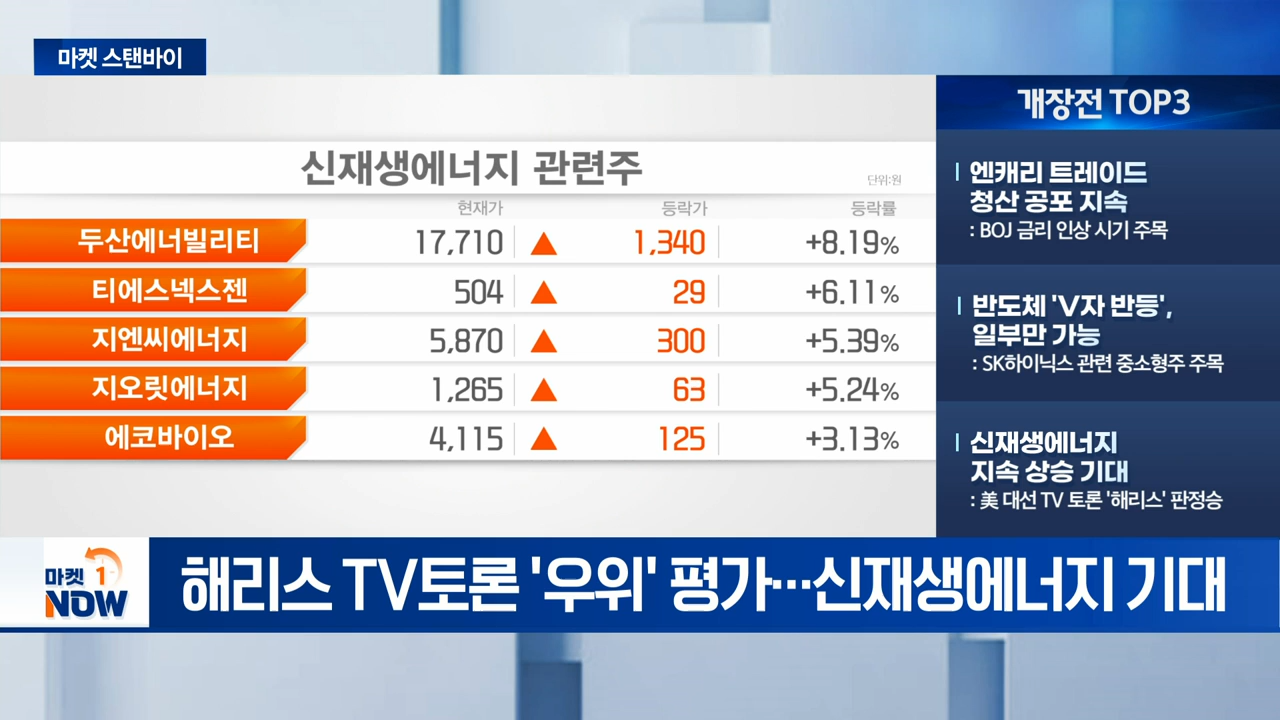 마켓 스탠바이
신재생에너지 관련주
단위:원
현재가 등락가 등락률
두산에너빌리티 17,710 ▲ 1,340 +8.19%
티에스넥스젠 504 ▲ 29 +6.11%
지엔씨에너지 5,870 ▲ 300 +5.39%
지오릿에너지 1,265 ▲ 63 +5.24%
에코바이오 4,115 ▲ 125 +3.13%
개장전 TOP3
엔캐리 트레이드
청산 공포 지속
: BOJ 금리 인상 시기 주목
반도체 'V자 반등',
일부만 가능
: SK하이닉스 관련 중소형주 주목
신재생에너지
지속 상승 기대
: 美 대선 TV 토론 '해리스' 판정승
마켓 1
NOW
해리스 TV토론 '우위' 평가…신재생에너지 기대